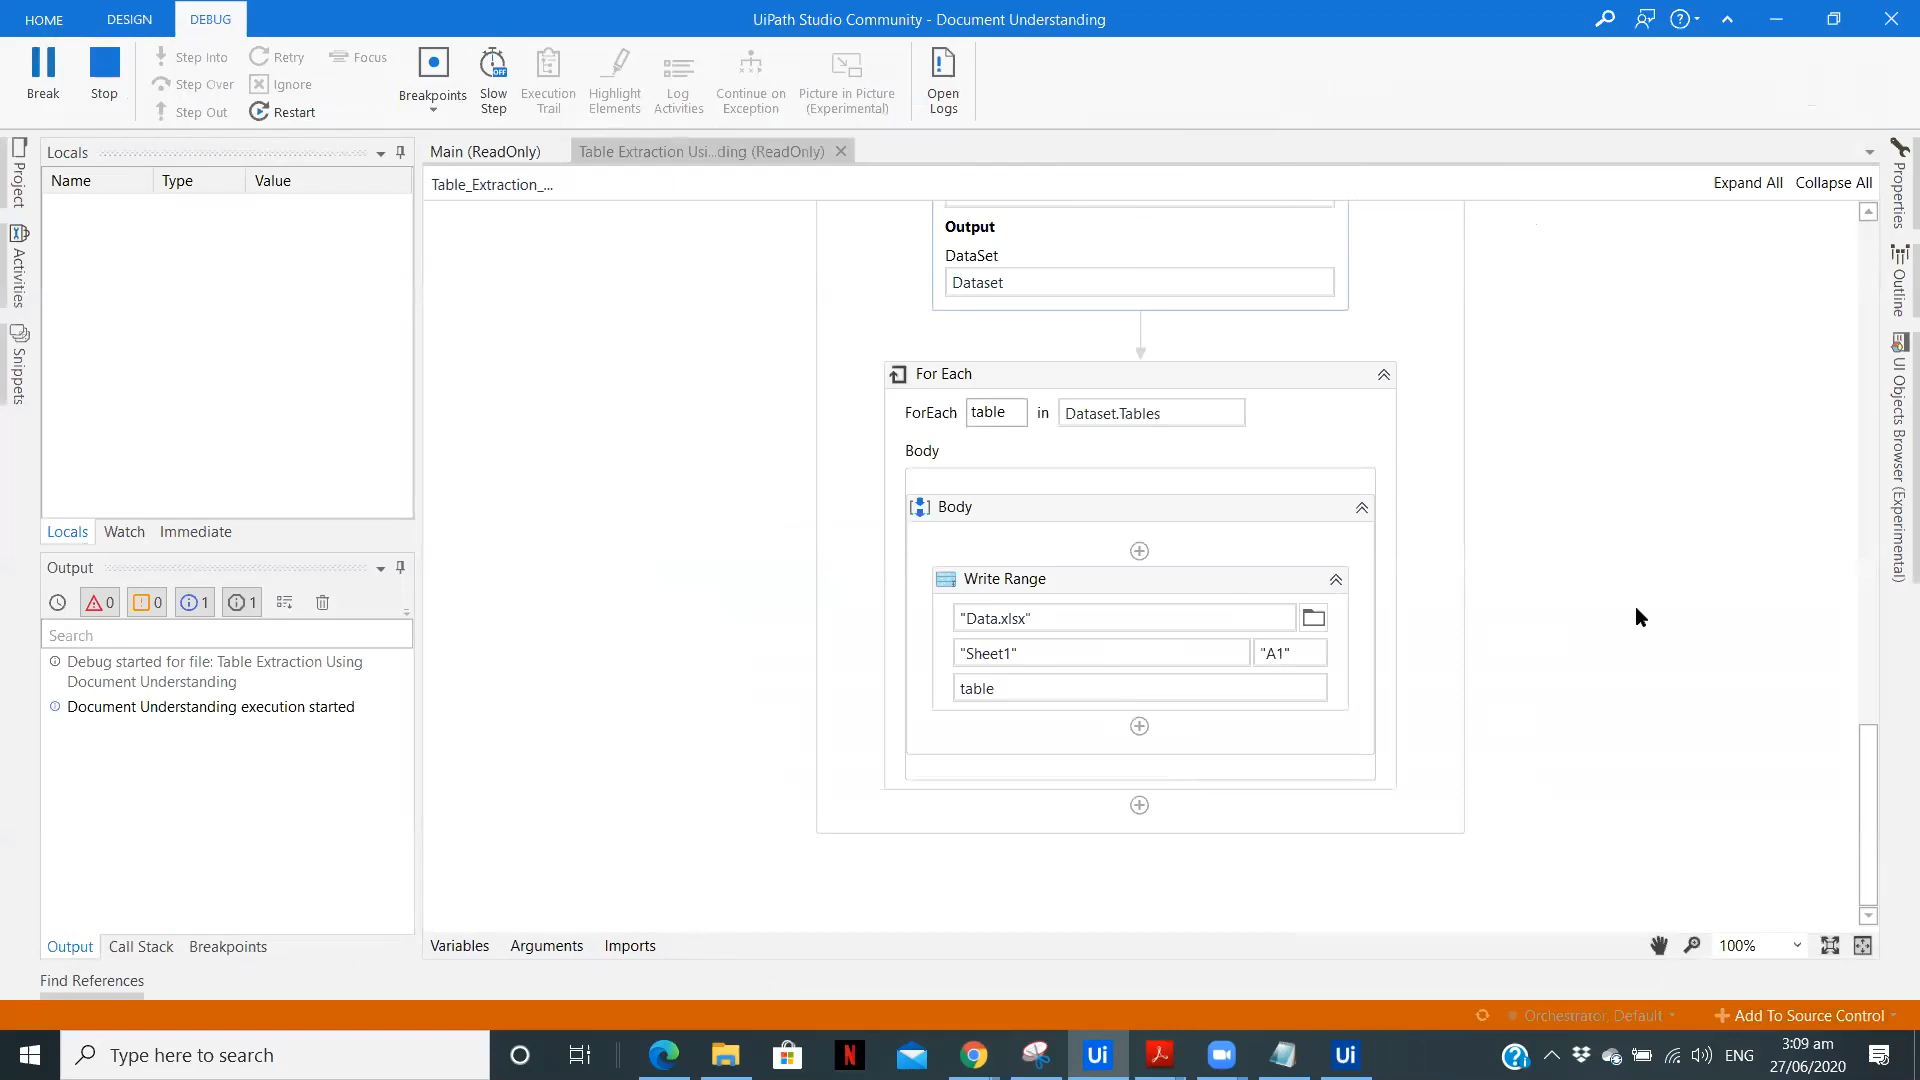 HOME DESIGN DEBUG UiPath Studio Community - Document Understanding
Break Stop Step Into Step Over Step Out Retry Ignore Restart Focus
Breakpoints
Slow
Step
Execution
Trail
Highlight
Elements
Log
Activities
Continue on
Exception
Picture in Picture
(Experimental)
Open
Logs
Project
Activities
Snippets
Locals
Name Type Value
Locals Watch Immediate
Output
0 0 1 1
Search
Debug started for file: Table Extraction Using
Document Understanding
Document Understanding execution started
Output Call Stack Breakpoints
Find References
Main (ReadOnly) Table Extraction Usi...ding (ReadOnly)
Table_Extraction_... Expand All Collapse All
Output
DataSet
Dataset
For Each
ForEach table in Dataset.Tables
Body
Body
Write Range
"Data.xlsx"
"Sheet1" "A1"
table
Variables Arguments Imports 100%
Properties
Outline
UI Objects Browser (Experimental)
Orchestrator, Default Add To Source Control
Type here to search
N
Ui
Ui
ENG
3:09 am
27/06/2020